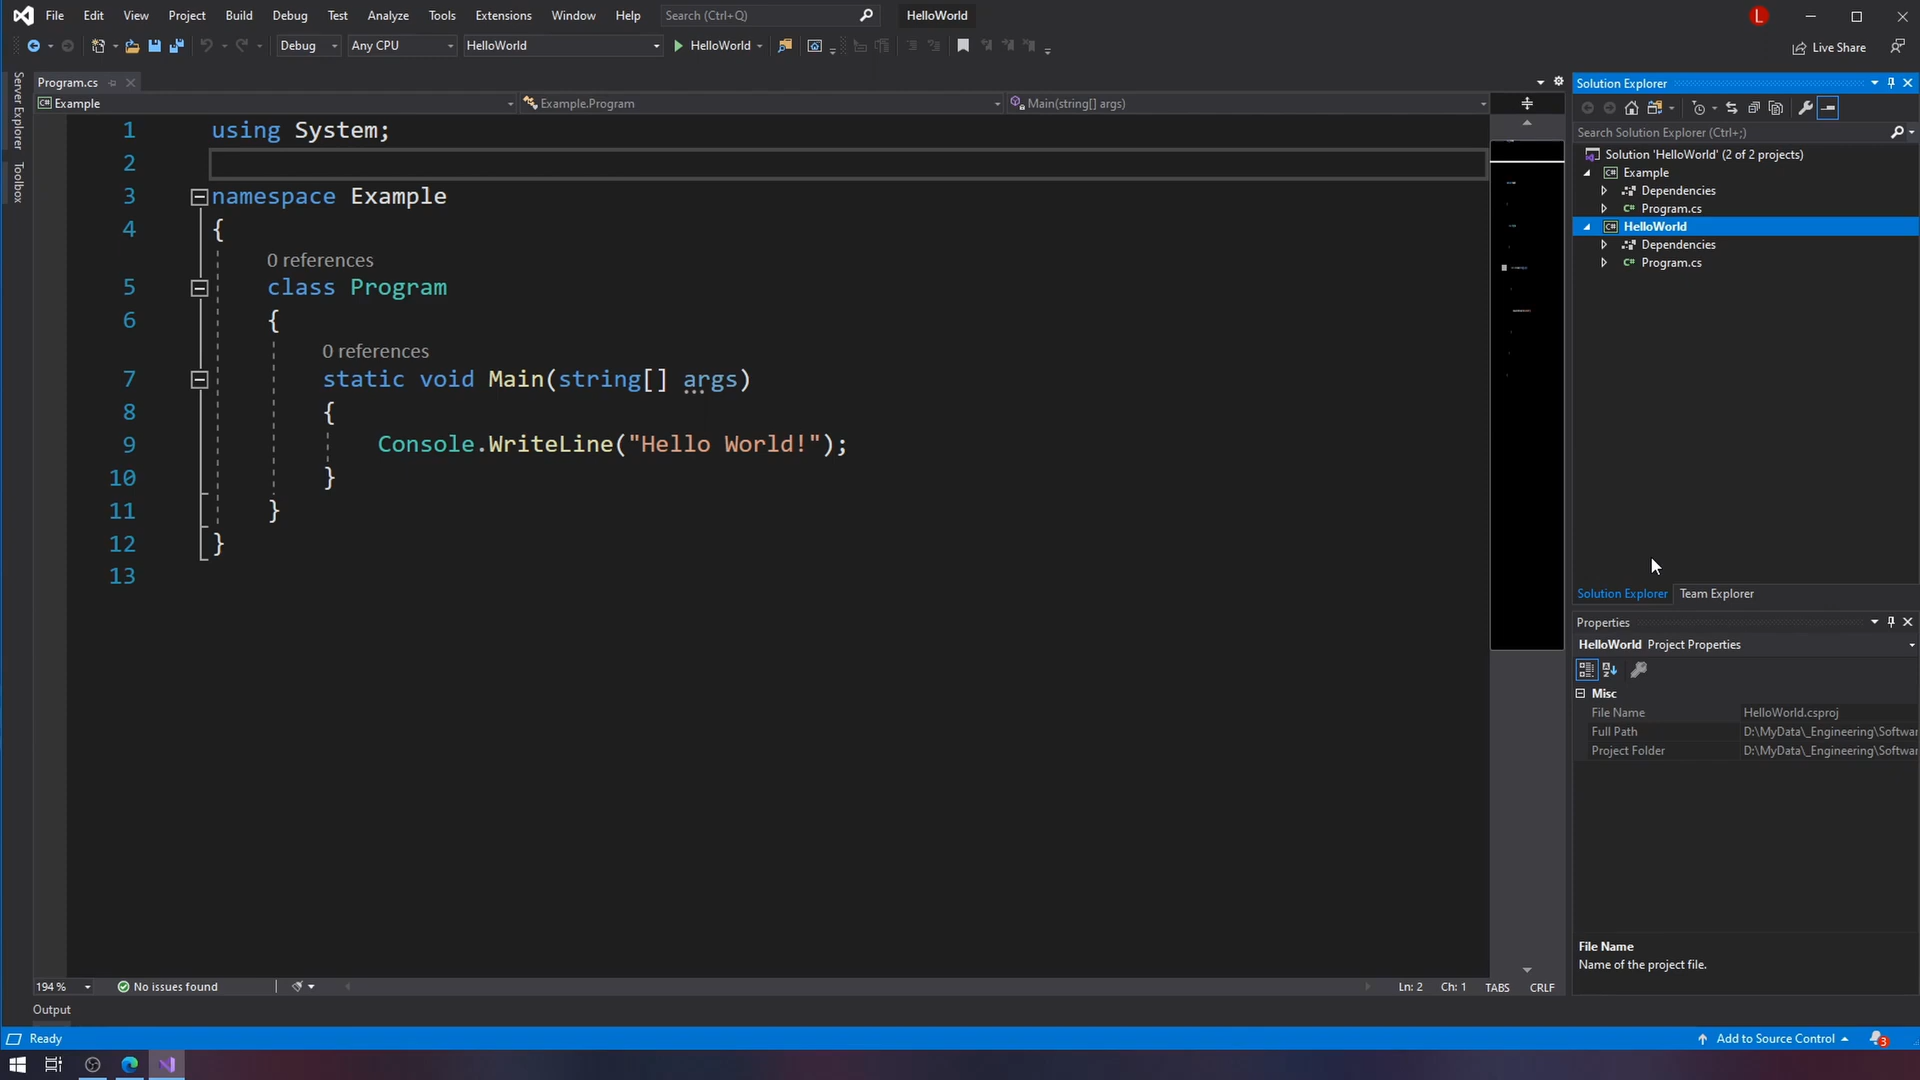 File Edit View Project Build Debug Test Analyze Tools Extensions Window Help Search (Ctrl+Q) HelloWorld L
Debug Any CPU HelloWorld HelloWorld Live Share
Server Explorer
Toolbox
Program.cs
Example Example.Program Main(string[] args)
1 using System;
2
3 namespace Example
4 {
0 references
5 class Program
6 {
0 references
7 static void Main(string[] args)
8 {
9 Console.WriteLine("Hello World!");
10 }
11 }
12 }
13
194 % No issues found Ln: 2 Ch: 1 TABS CRLF
Output
Solution Explorer
Search Solution Explorer (Ctrl+;)
Solution 'HelloWorld' (2 of 2 projects)
C# Example
Dependencies
C# Program.cs
C# HelloWorld
Dependencies
C# Program.cs
Solution Explorer Team Explorer
Properties
HelloWorld Project Properties
Misc
File Name HelloWorld.csproj
Full Path D:\MyData\_Engineering\Softwar
Project Folder D:\MyData\_Engineering\Softwar
File Name
Name of the project file.
Ready Add to Source Control 3